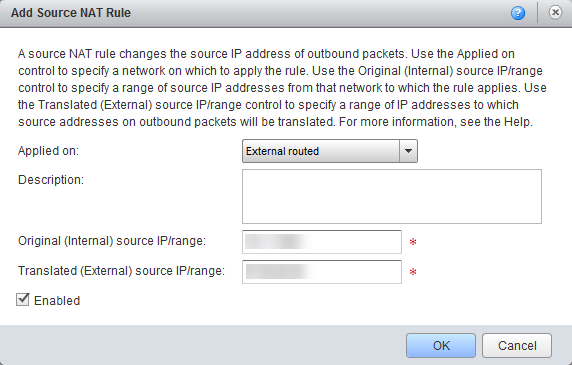 Add Source NAT Rule
A source NAT rule changes the source IP address of outbound packets. Use the Applied on
control to specify a network on which to apply the rule. Use the Original (Internal) source IP/range
control to specify a range of source IP addresses from that network to which the rule applies. Use
the Translated (External) source IP/range control to specify a range of IP addresses to which
source addresses on outbound packets will be translated. For more information, see the Help.
Applied on: External routed
Description:
Original (Internal) source IP/range: *
Translated (External) source IP/range: *
Enabled
OK Cancel